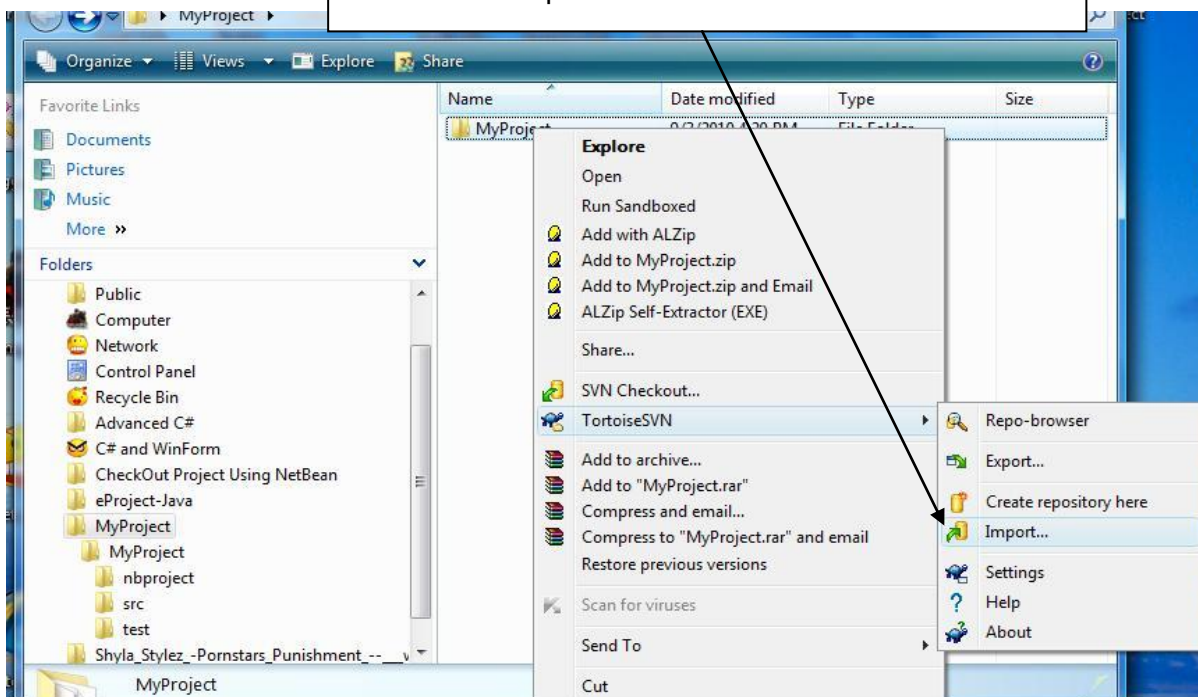 MyProject
Organize Views Explore Share
Favorite Links
Documents
Pictures
Music
More »
Folders
Public
Computer
Network
Control Panel
Recycle Bin
Advanced C#
C# and WinForm
CheckOut Project Using NetBean
eProject-Java
MyProject
MyProject
nbproject
src
test
Shyla_Stylez_-Pornstars_Punishment_--__v
MyProject
Name Date modified Type Size
MyProject
Explore
Open
Run Sandboxed
Add with ALZip
Add to MyProject.zip
Add to MyProject.zip and Email
ALZip Self-Extractor (EXE)
Share...
SVN Checkout...
TortoiseSVN
Add to archive...
Add to "MyProject.rar"
Compress and email...
Compress to "MyProject.rar" and email
Restore previous versions
Scan for viruses
Send To
Cut
Repo-browser
Export...
Create repository here
Import...
Settings
Help
About